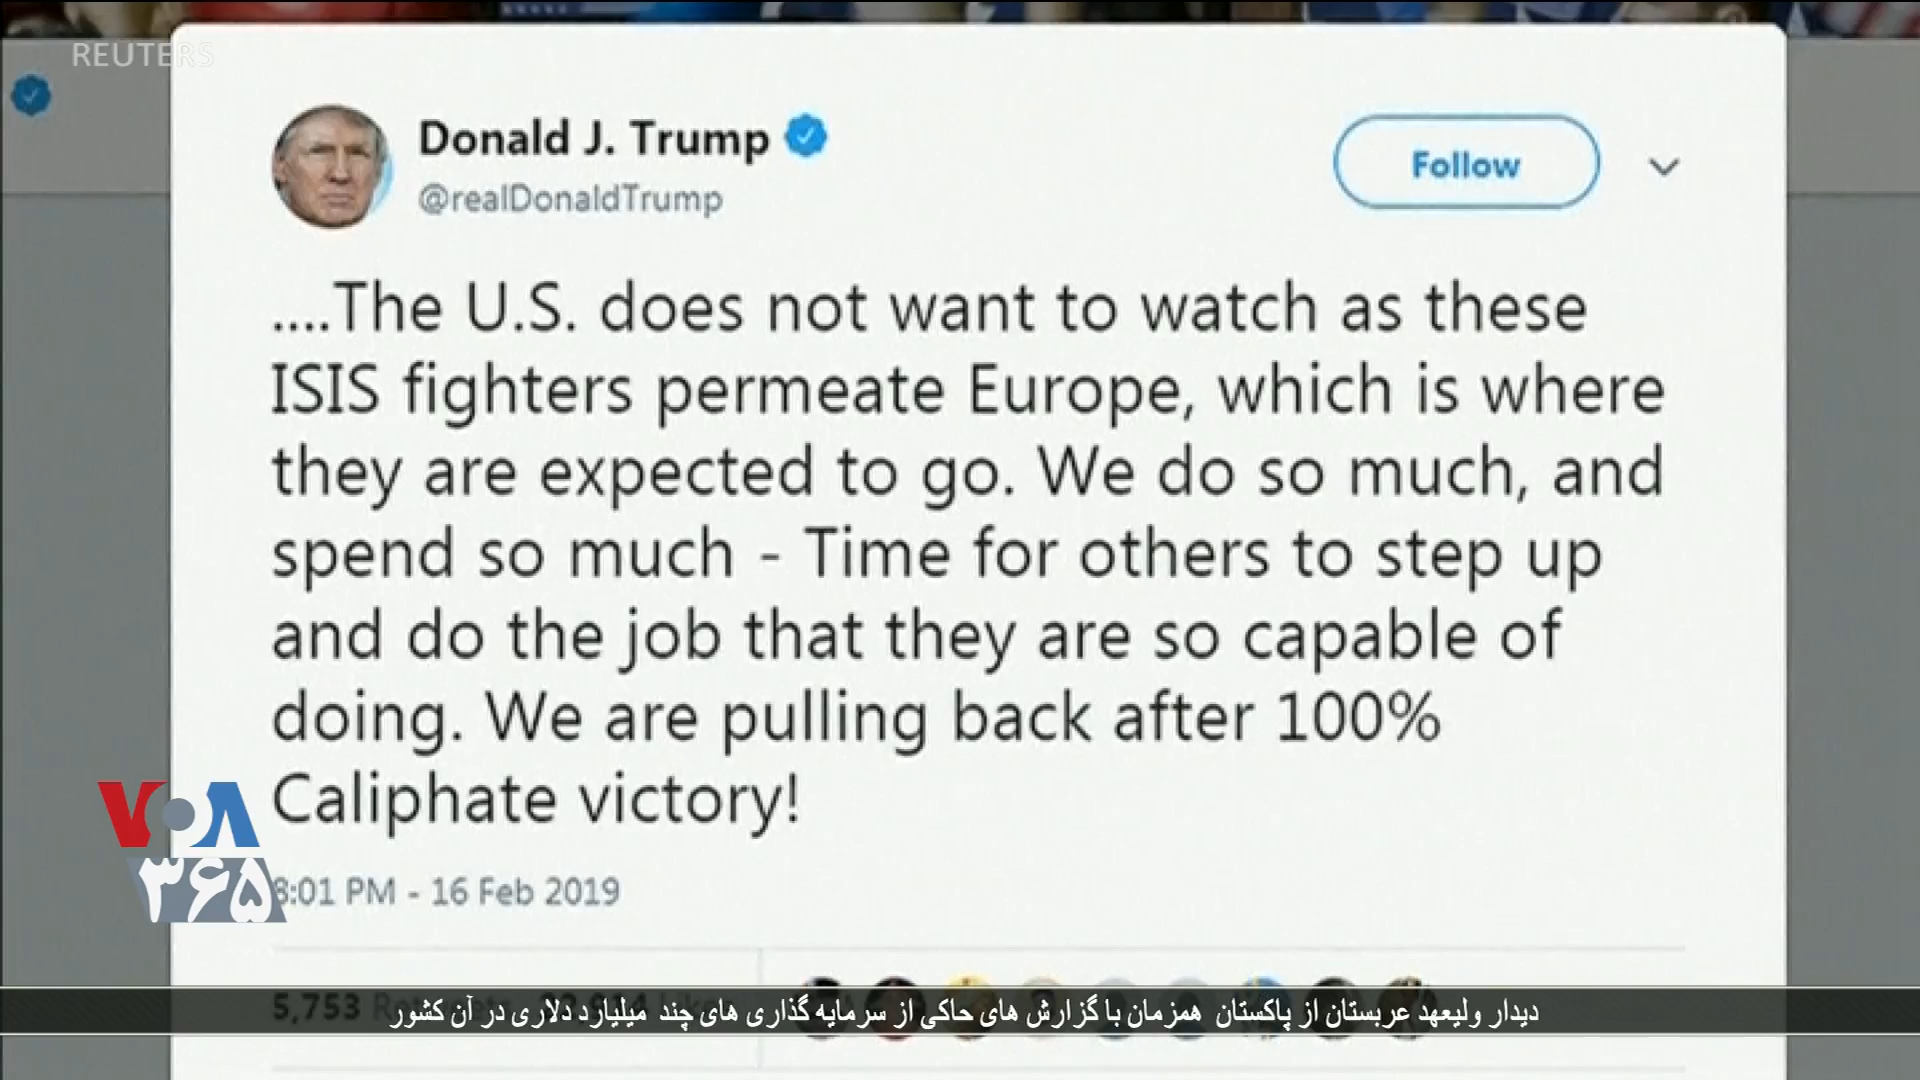 REUTERS
Donald J. Trump
@realDonaldTrump
Follow
....The U.S. does not want to watch as these
ISIS fighters permeate Europe, which is where
they are expected to go. We do so much, and
spend so much - Time for others to step up
and do the job that they are so capable of
doing. We are pulling back after 100%
Caliphate victory!
VOA
۳۶۵
8:01 PM - 16 Feb 2019
5,753
دیدار ولیعهد عربستان از پاکستان همزمان با گزارش های حاکی از سرمایه گذاری های چند میلیارد دلاری در آن کشور